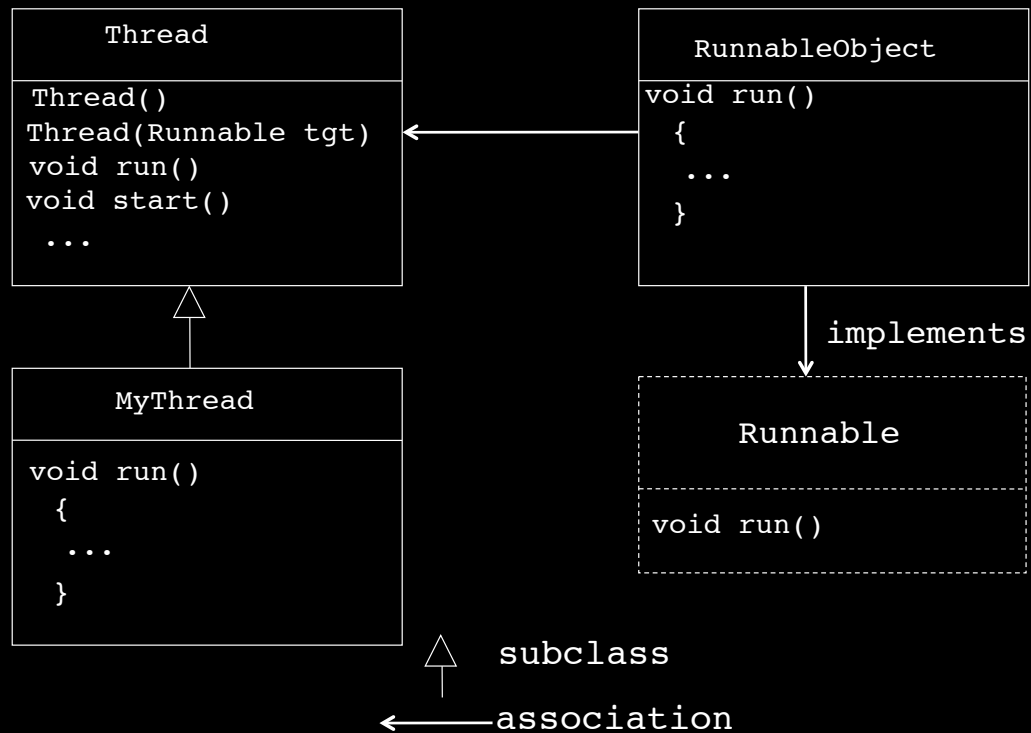 Thread
Thread()
Thread(Runnable tgt)
void run()
void start()
...
RunnableObject
void run()
{
...
}
implements
MyThread
void run()
{
...
}
Runnable
void run()
subclass
association